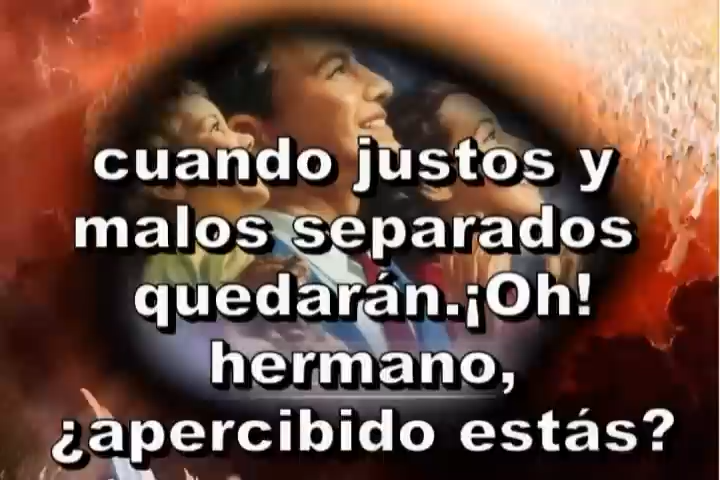 cuando justos y
malos separados
quedarán.¡Oh!
hermano,
¿apercibido estás?